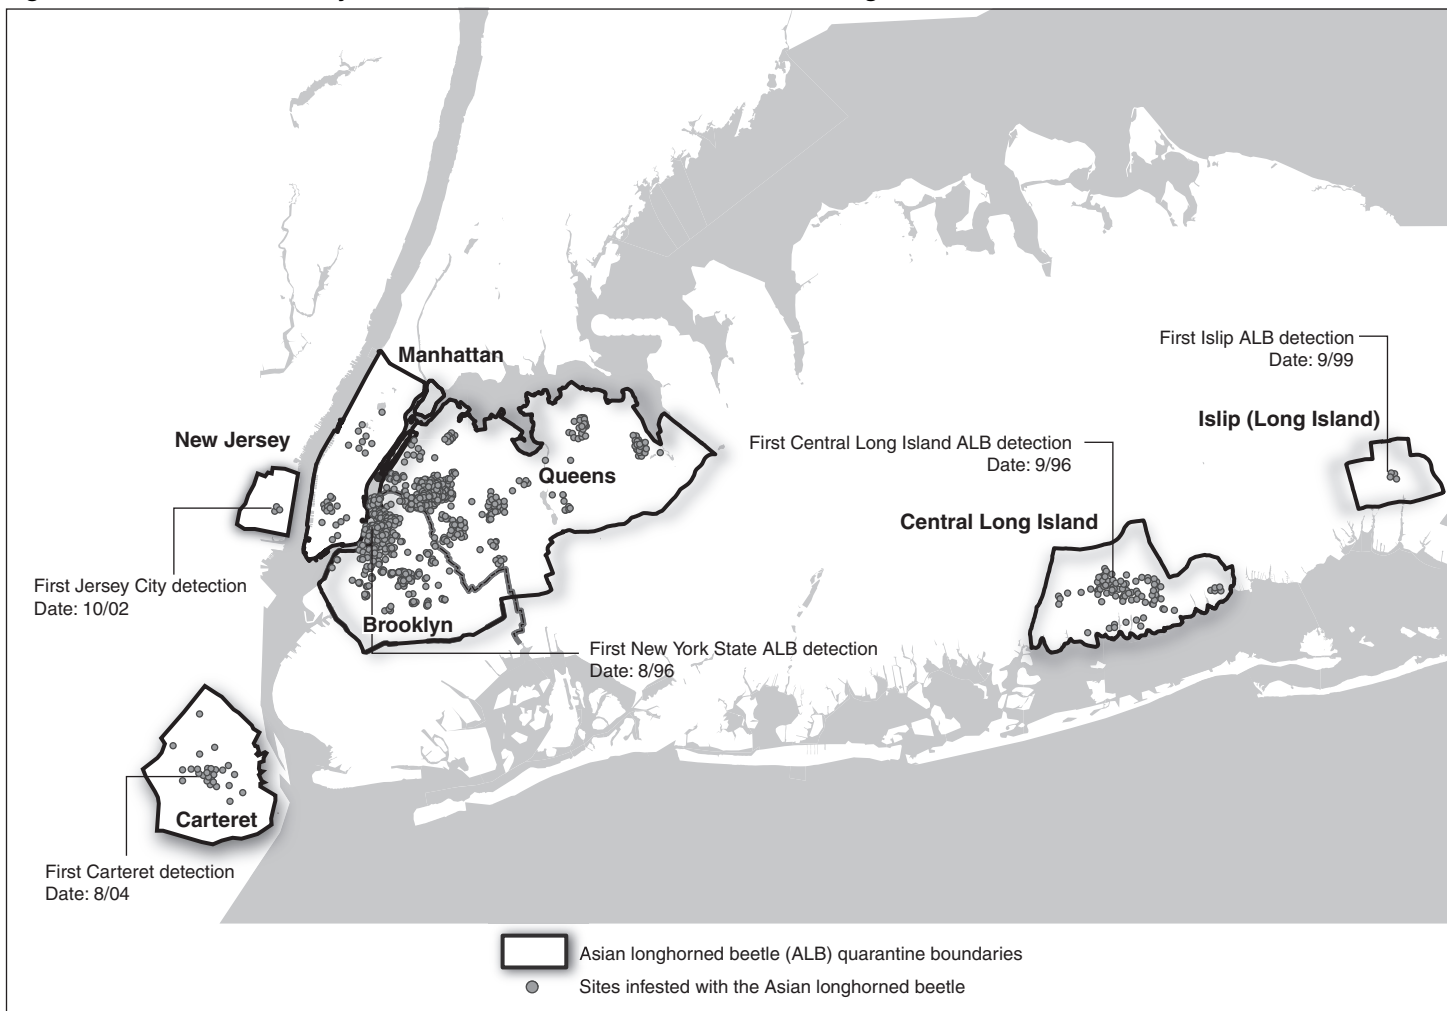 Manhattan
First Islip ALB detection
Date: 9/99
New Jersey
Islip (Long Island)
First Central Long Island ALB detection
Date: 9/96
Queens
Central Long Island
First Jersey City detection
Date: 10/02
Brooklyn
First New York State ALB detection
Date: 8/96
Carteret
First Carteret detection
Date: 8/04
Asian longhorned beetle (ALB) quarantine boundaries
Sites infested with the Asian longhorned beetle